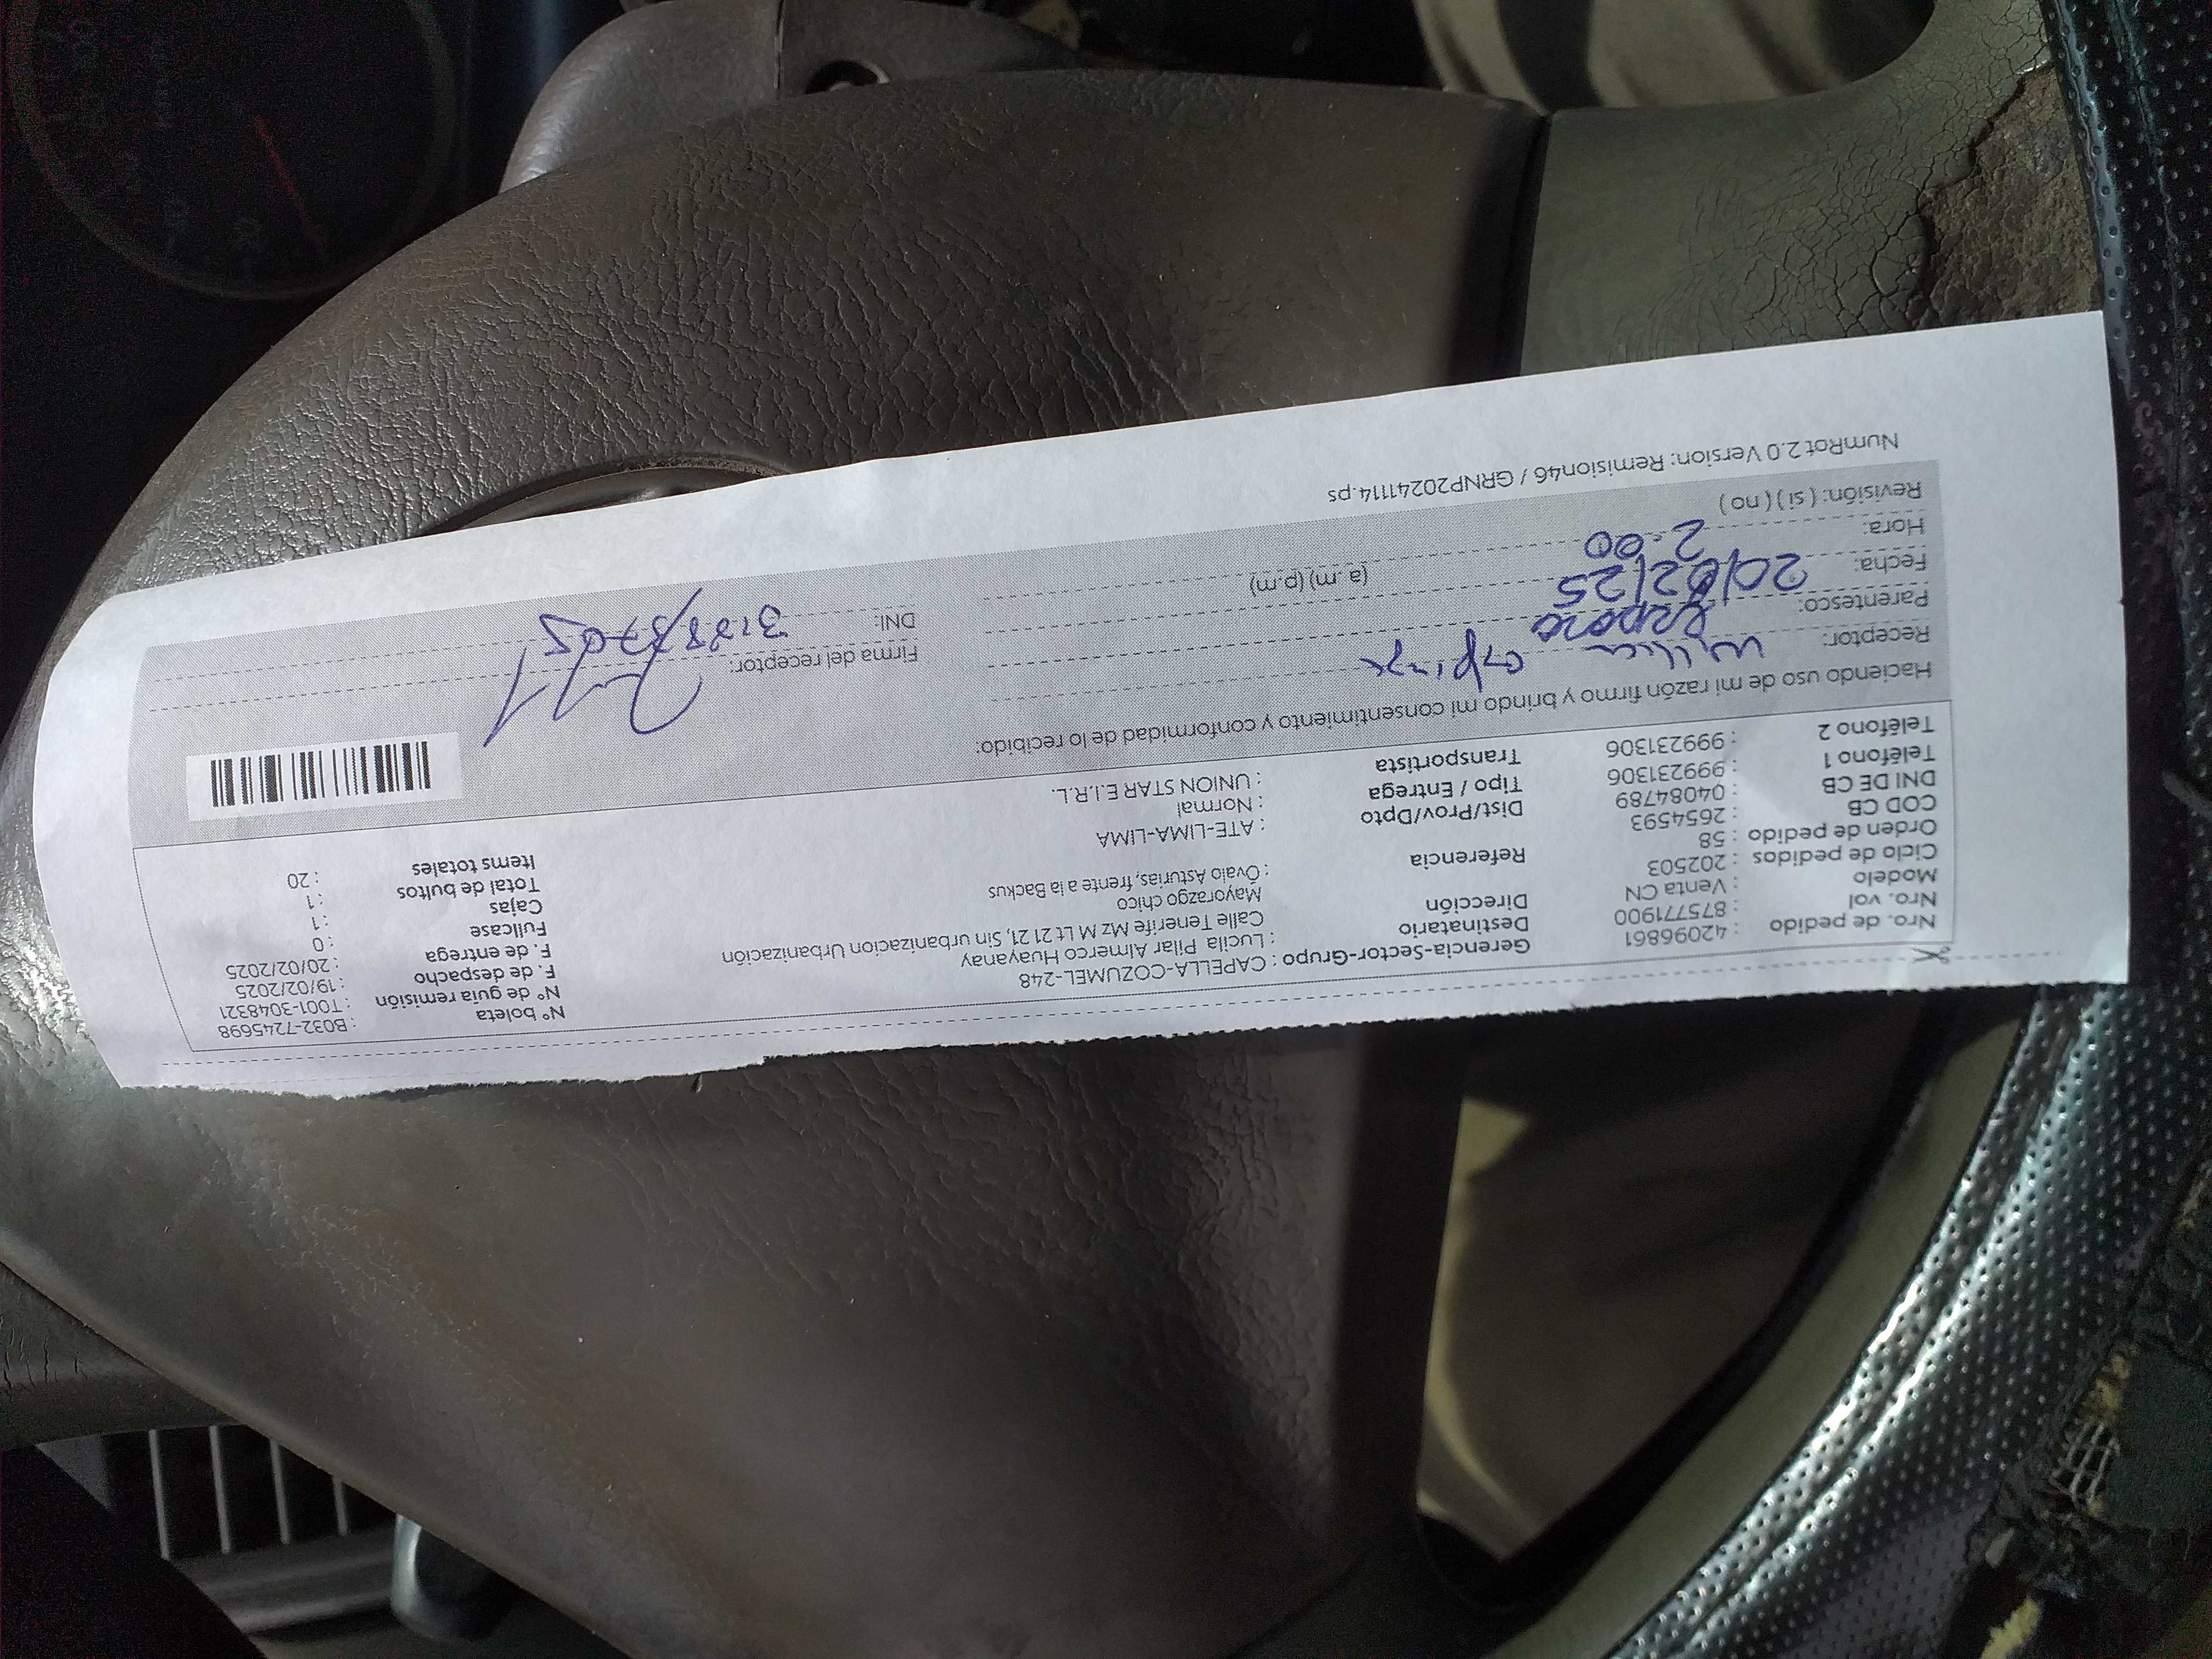 Nro. de pedido : 42096861
Nro. vol : 875771900
Modelo : Venta CN
Ciclo de pedidos : 202503
Orden de pedido : 58
COD CB : 2654593
DNI DE CB : 04084789
Teléfono 1 : 999231306
Teléfono 2 : 999231306
Gerencia-Sector-Grupo : CAPELLA-COZUMEL-248
Destinatario : Lucila Pilar Almerco Huayanay
Dirección Calle Tenerife Mz M Lt 21 21, Sin urbanizacion Urbanización
Mayorazgo chico
Referencia : Óvalo Asturias, frente a la Backus
Dist/Prov/Dpto : ATE-LIMA-LIMA
Tipo / Entrega : Normal
Transportista : UNION STAR E.I.R.L.
Nº boleta : B032-7245698
Nº de guía remisión : T001-3048321
F. de despacho : 19/02/2025
F. de entrega : 20/02/2025
Fullcase : 0
Cajas : 1
Total de bultos : 1
Items totales : 20
Haciendo uso de mi razón firmo y brindo mi consentimiento y conformidad de lo recibido:
Receptor:
Parentesco:
Fecha: 20/02/25
Hora: 2:00 (a. m) (p.m)
Revisión: ( si ) ( no )
Firma del receptor:
DNI:
NumRot 2.0 Version: Remision46 / GRNP20241114.ps